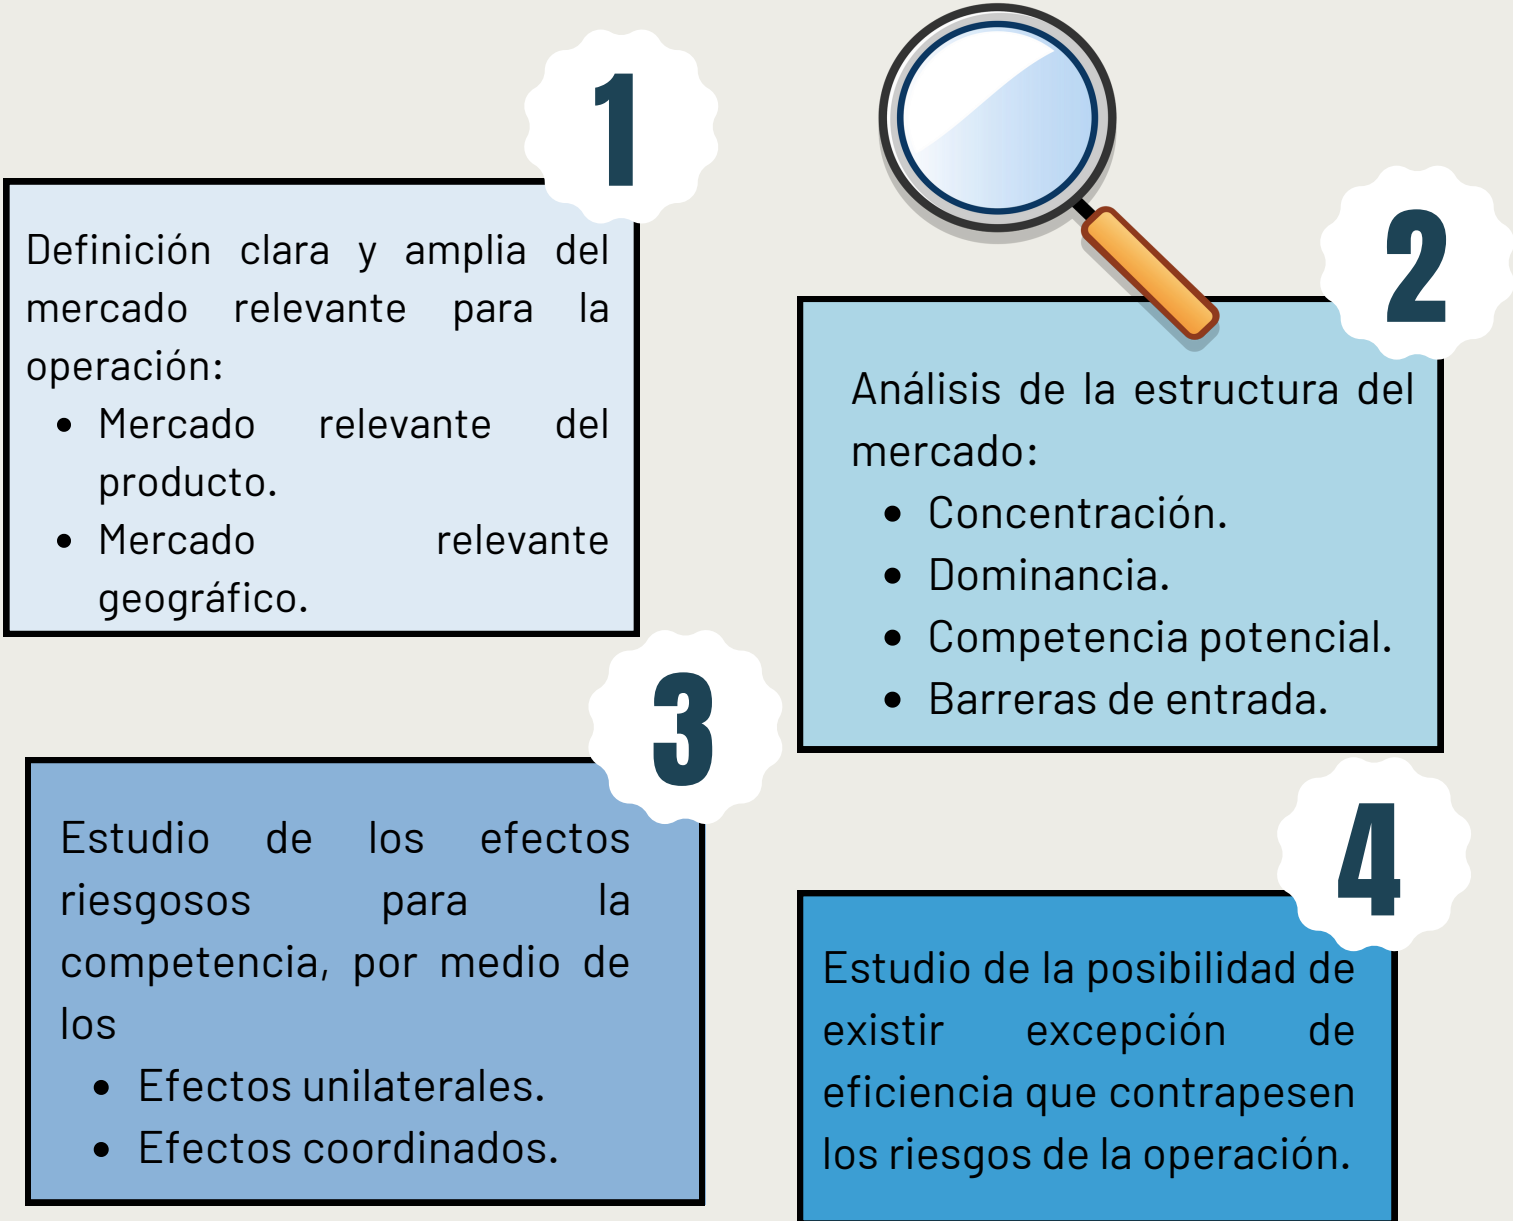 1
Definición clara y amplia del
mercado relevante para la
operación:
• Mercado relevante del
producto.
• Mercado relevante
geográfico.
2
Análisis de la estructura del
mercado:
• Concentración.
• Dominancia.
• Competencia potencial.
• Barreras de entrada.
3
Estudio de los efectos
riesgosos para la
competencia, por medio de
los
• Efectos unilaterales.
• Efectos coordinados.
4
Estudio de la posibilidad de
existir excepción de
eficiencia que contrapesen
los riesgos de la operación.